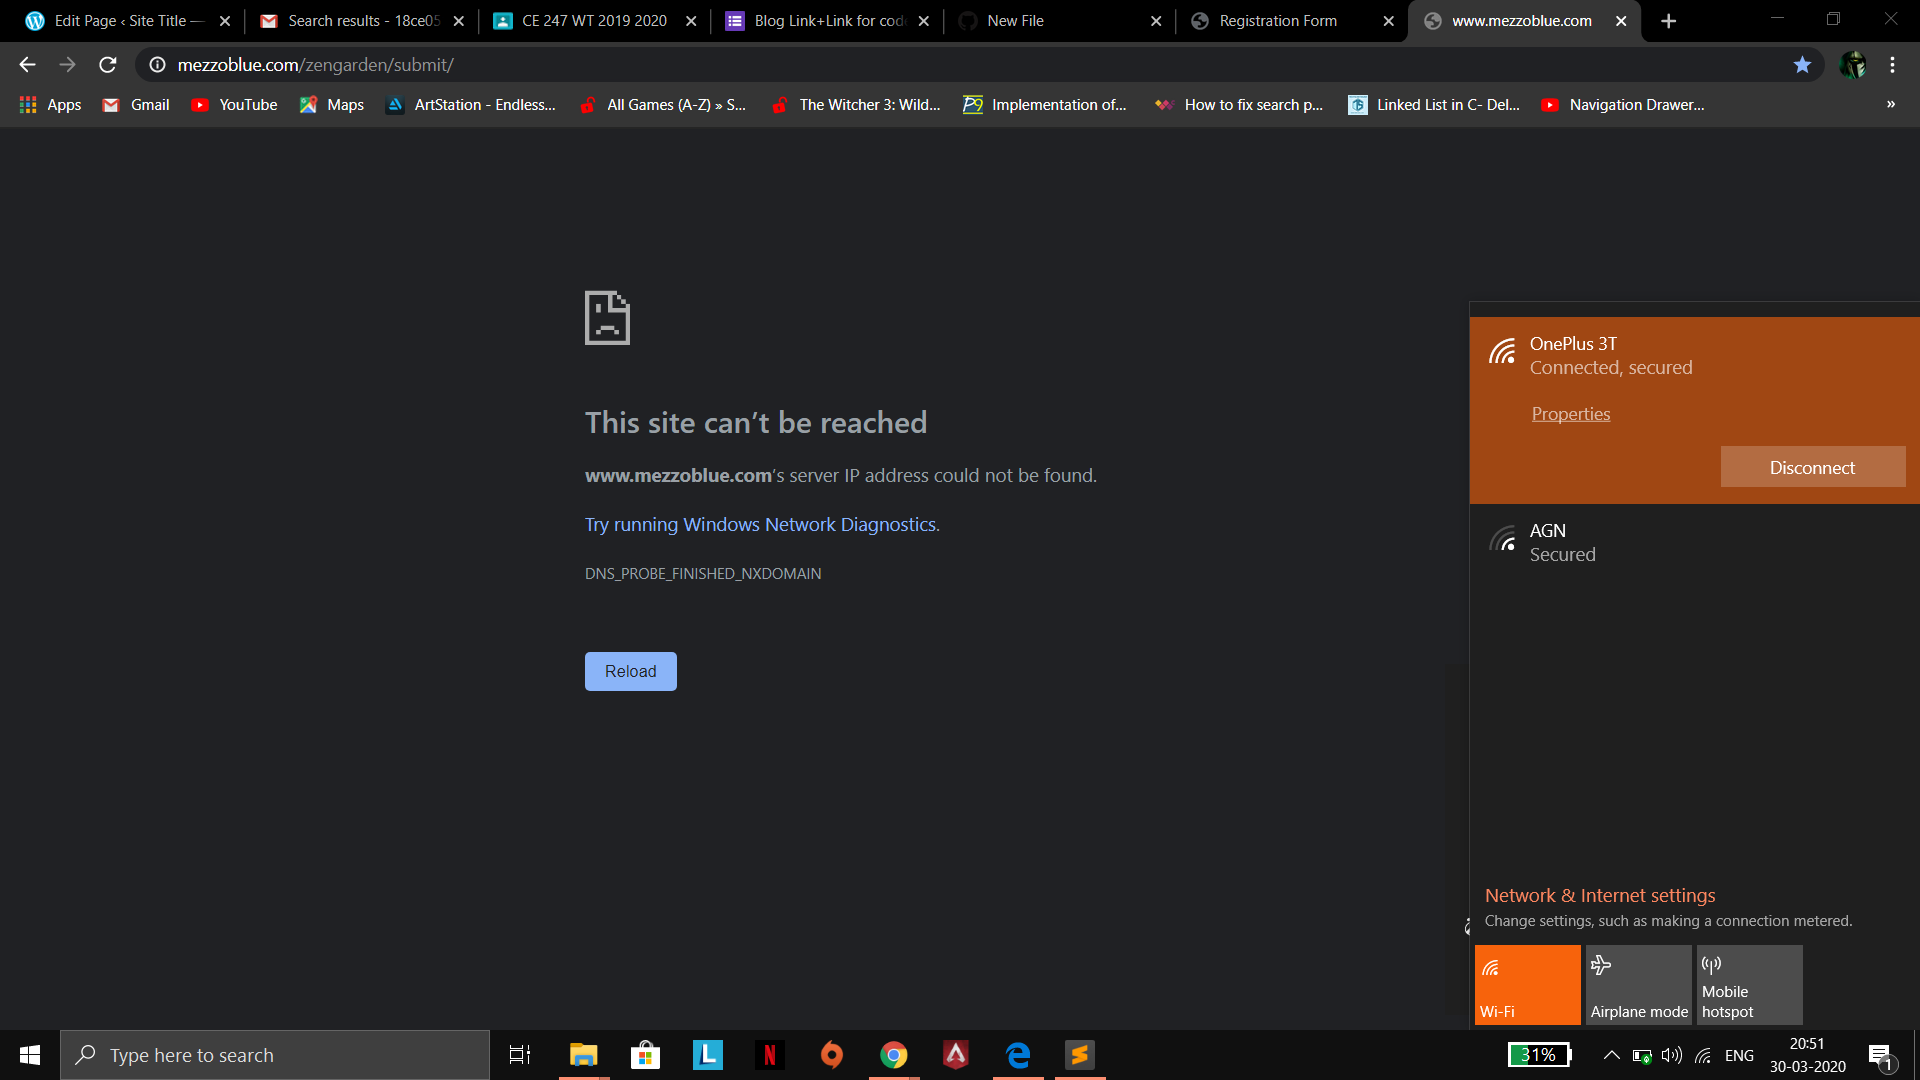 Edit Page ‹ Site Title —
Search results - 18ce05
CE 247 WT 2019 2020
Blog Link+Link for code
New File
Registration Form
www.mezzoblue.com
mezzoblue.com/zengarden/submit/
Apps
Gmail
YouTube
Maps
ArtStation - Endless...
All Games (A-Z) » S...
The Witcher 3: Wild...
Implementation of...
How to fix search p...
Linked List in C- Del...
Navigation Drawer...
»
This site can’t be reached
www.mezzoblue.com’s server IP address could not be found.
Try running Windows Network Diagnostics.
DNS_PROBE_FINISHED_NXDOMAIN
Reload
OnePlus 3T
Connected, secured
Properties
Disconnect
AGN
Secured
Network & Internet settings
Change settings, such as making a connection metered.
Wi-Fi
Airplane mode
Mobile
hotspot
Type here to search
31%
ENG
20:51
30-03-2020
1